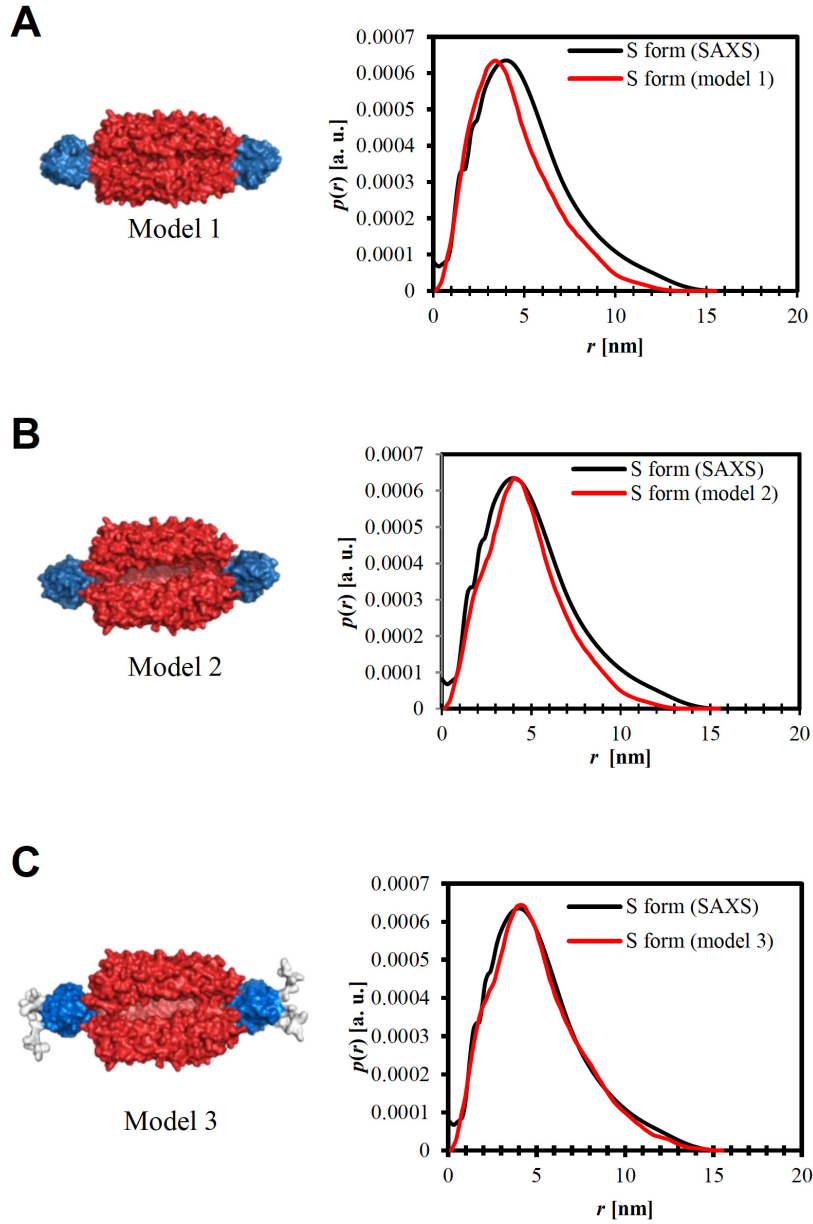 A
0.0007
0.0006
0.0005
0.0004
0.0003
0.0002
0.0001
0
p(r) [a. u.]
S form (SAXS)
S form (model 1)
0 5 10 15 20
r [nm]
Model 1
B
0.0007
0.0006
0.0005
0.0004
0.0003
0.0002
0.0001
0
p(r) [a. u.]
S form (SAXS)
S form (model 2)
0 5 10 15 20
r [nm]
Model 2
C
0.0007
0.0006
0.0005
0.0004
0.0003
0.0002
0.0001
0
p(r) [a. u.]
S form (SAXS)
S form (model 3)
0 5 10 15 20
r [nm]
Model 3